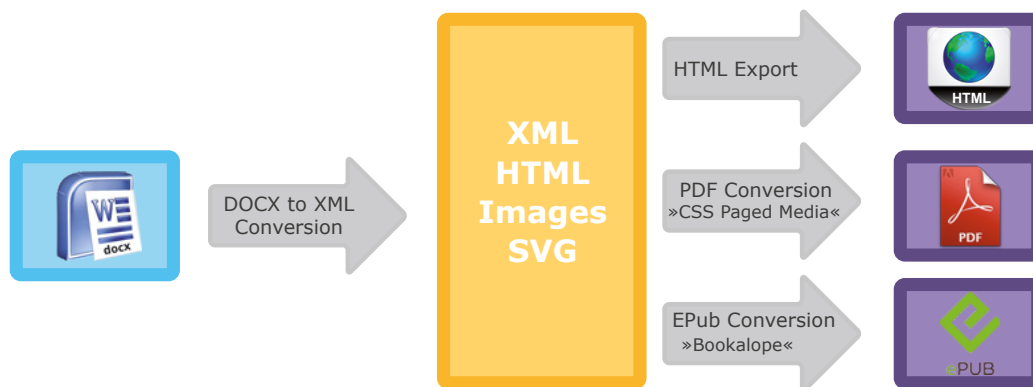 W
docx
DOCX to XML
Conversion
XML
HTML
Images
SVG
HTML Export
HTML
PDF Conversion
»CSS Paged Media«
PDF
EPub Conversion
»Bookalope«
ePUB